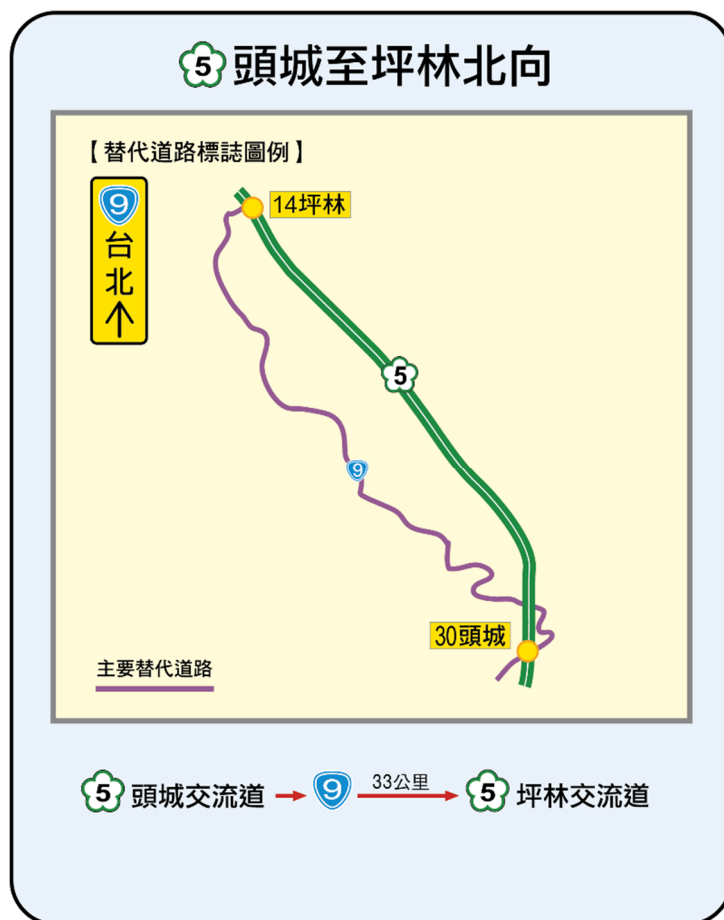 5 頭城至坪林北向
【替代道路標誌圖例】
9
台
北
14坪林
5
9
30頭城
主要替代道路
5 頭城交流道 → 9 33公里 → 5 坪林交流道